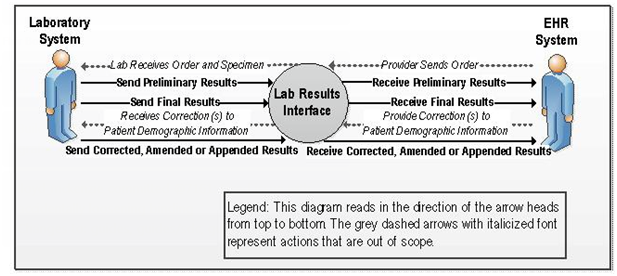 Laboratory
System
EHR
System
Lab Receives Order and Specimen
Provider Sends Order
Send Preliminary Results
Receive Preliminary Results
Lab Results
Interface
Send Final Results
Receive Final Results
Receives Correction (s) to
Patient Demographic Information
Provide Correction (s) to
Patient Demographic Information
Send Corrected, Amended or Appended Results
Receive Corrected, Amended or Appended Results
Legend: This diagram reads in the direction of the arrow heads
from top to bottom. The grey dashed arrows with italicized font
represent actions that are out of scope.